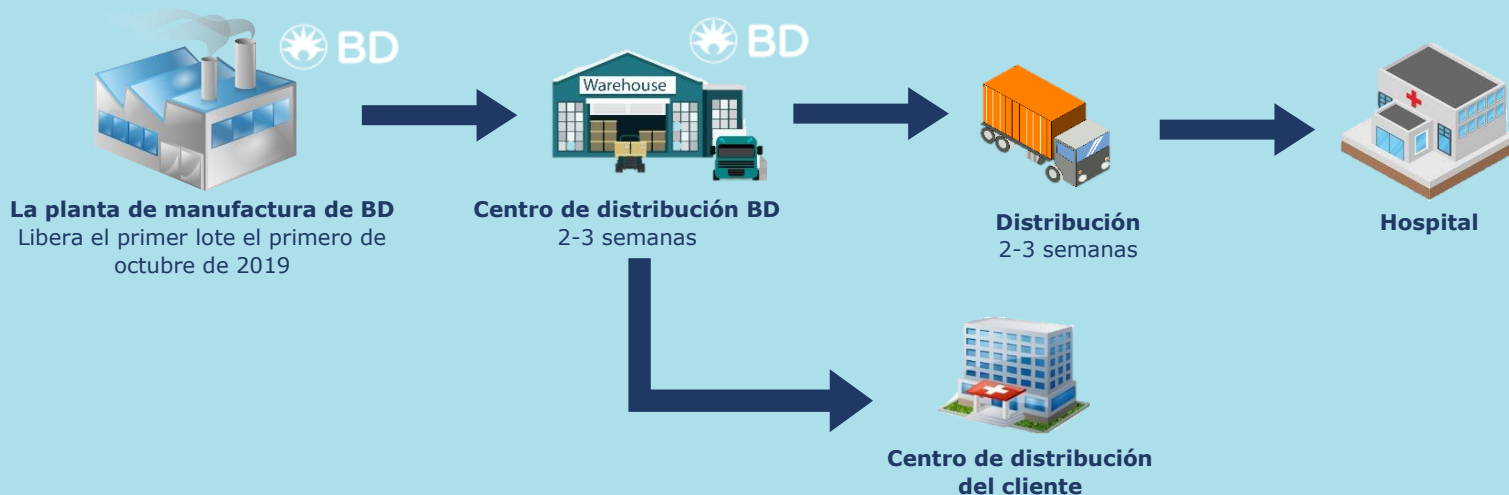 BD
BD
Warehouse
La planta de manufactura de BD
Libera el primer lote el primero de
octubre de 2019
Centro de distribución BD
2-3 semanas
Distribución
2-3 semanas
Hospital
Centro de distribución
del cliente